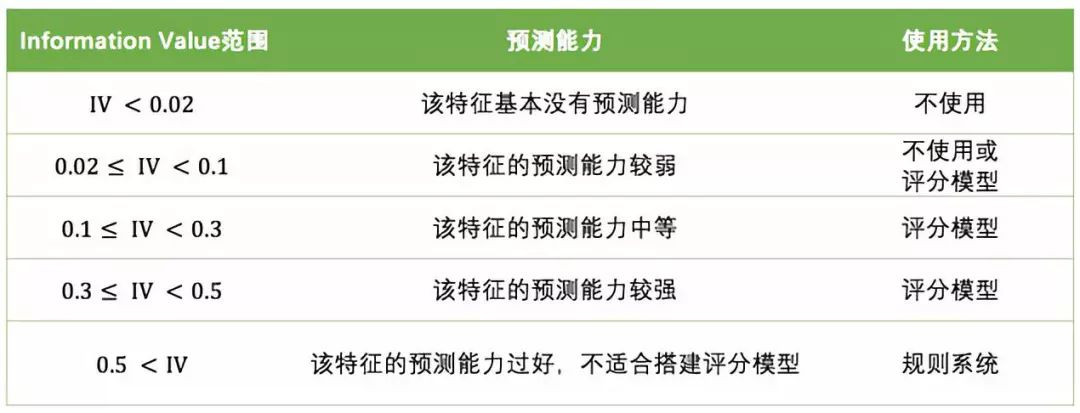 Information Value范围 预测能力 使用方法
IV < 0.02 该特征基本没有预测能力 不使用
0.02 ≤ IV < 0.1 该特征的预测能力较弱 不使用或
评分模型
0.1 ≤ IV < 0.3 该特征的预测能力中等 评分模型
0.3 ≤ IV < 0.5 该特征的预测能力较强 评分模型
0.5 < IV 该特征的预测能力过好，不适合搭建评分模型 规则系统